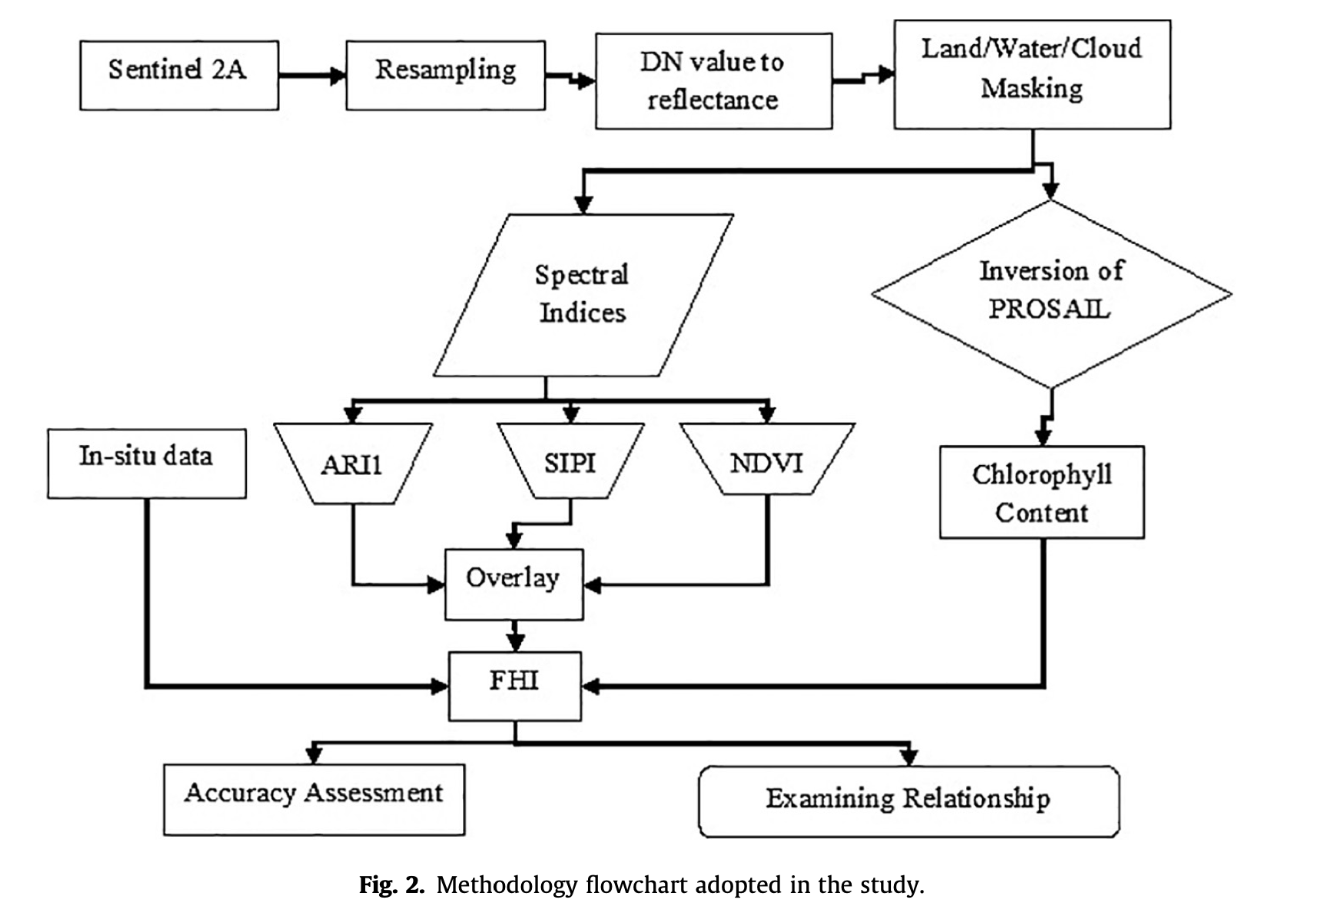 Sentinel 2A
Resampling
DN value to
reflectance
Land/Water/Cloud
Masking
Spectral
Indices
Inversion of
PROSAIL
In-situ data
ARI1
SIPI
NDVI
Chlorophyll
Content
Overlay
FHI
Accuracy Assessment
Examining Relationship
Fig. 2. Methodology flowchart adopted in the study.